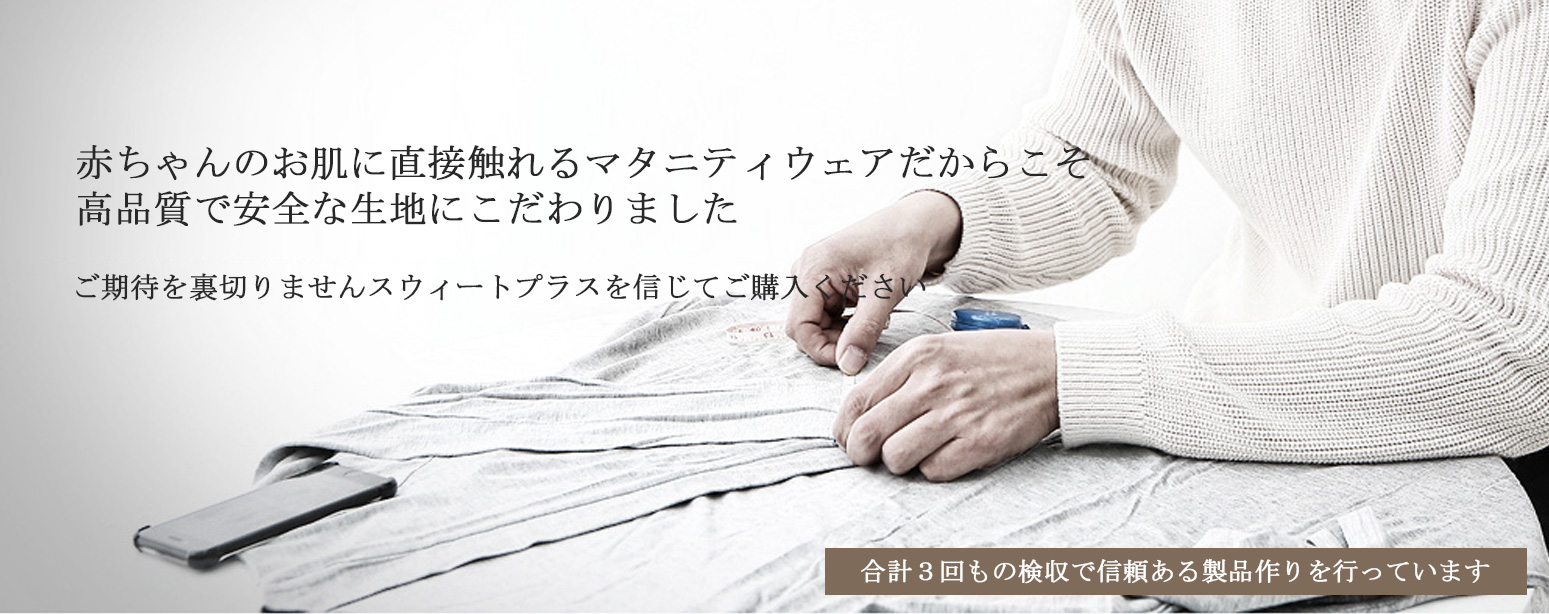 赤ちゃんのお肌に直接触れるマタニティウェアだからこそ
高品質で安全な生地にこだわりました
ご期待を裏切りませんスウィートプラスを信じてご購入ください
合計３回もの検収で信頼ある製品作りを行っています